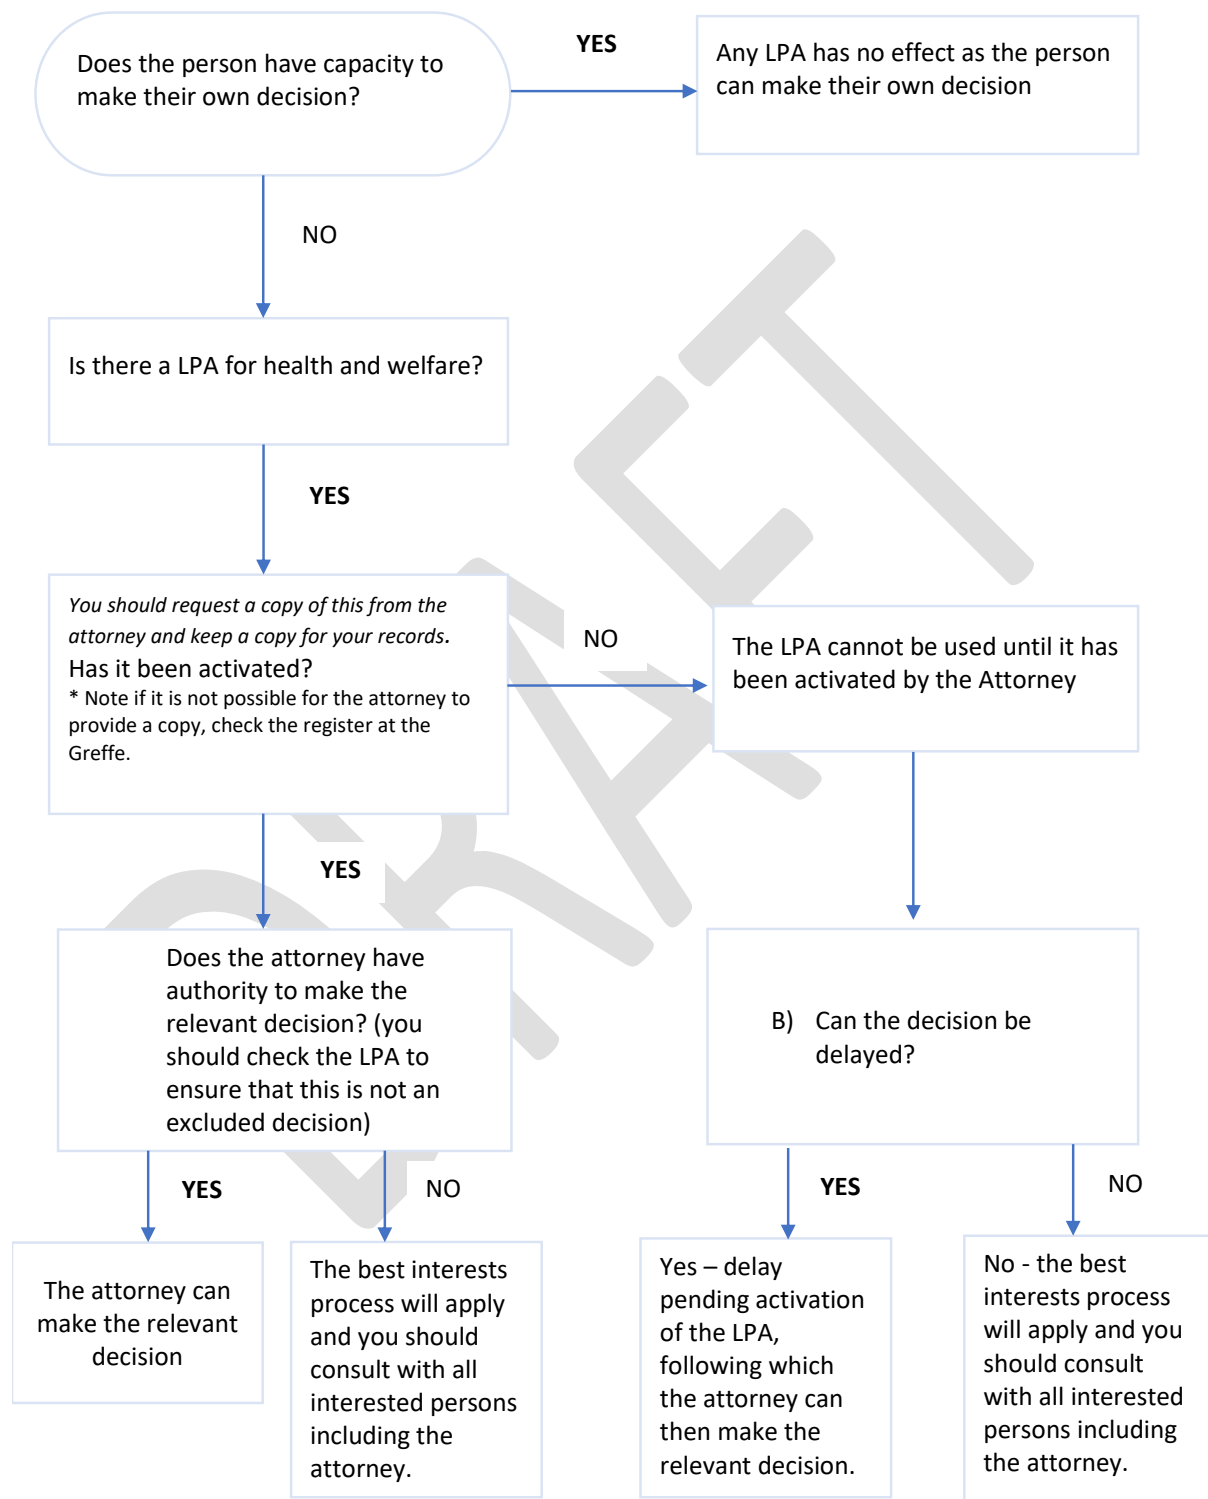 Does the person have capacity to
make their own decision?
YES
Any LPA has no effect as the person
can make their own decision
NO
Is there a LPA for health and welfare?
YES
You should request a copy of this from the
attorney and keep a copy for your records.
Has it been activated?
* Note if it is not possible for the attorney to
provide a copy, check the register at the
Greffe.
NO
The LPA cannot be used until it has
been activated by the Attorney
YES
Does the attorney have
authority to make the
relevant decision? (you
should check the LPA to
ensure that this is not an
excluded decision)
B) Can the decision be
delayed?
YES
NO
YES
NO
The attorney can
make the relevant
decision
The best interests
process will apply
and you should
consult with all
interested persons
including the
attorney.
Yes – delay
pending activation
of the LPA,
following which
the attorney can
then make the
relevant decision.
No - the best
interests process
will apply and you
should consult
with all interested
persons including
the attorney.
DRAFT